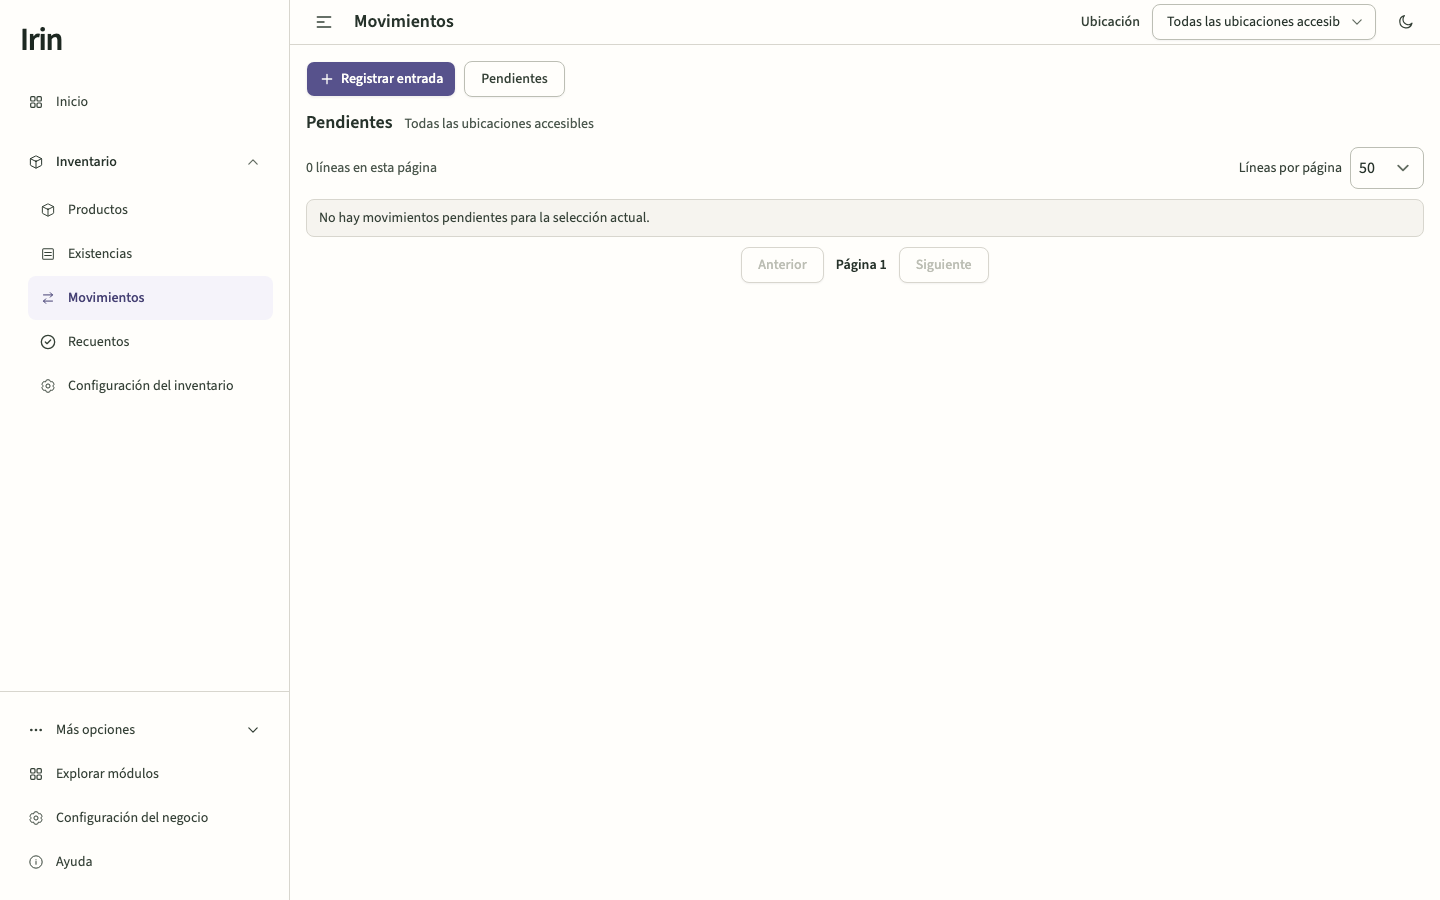 Irin
Inicio
Inventario
Productos
Existencias
Movimientos
Recuentos
Configuración del inventario
Más opciones
Explorar módulos
Configuración del negocio
Ayuda
Movimientos
Ubicación
Todas las ubicaciones accesib
Registrar entrada
Pendientes
Pendientes Todas las ubicaciones accesibles
0 líneas en esta página
Líneas por página
50
No hay movimientos pendientes para la selección actual.
Anterior
Página 1
Siguiente